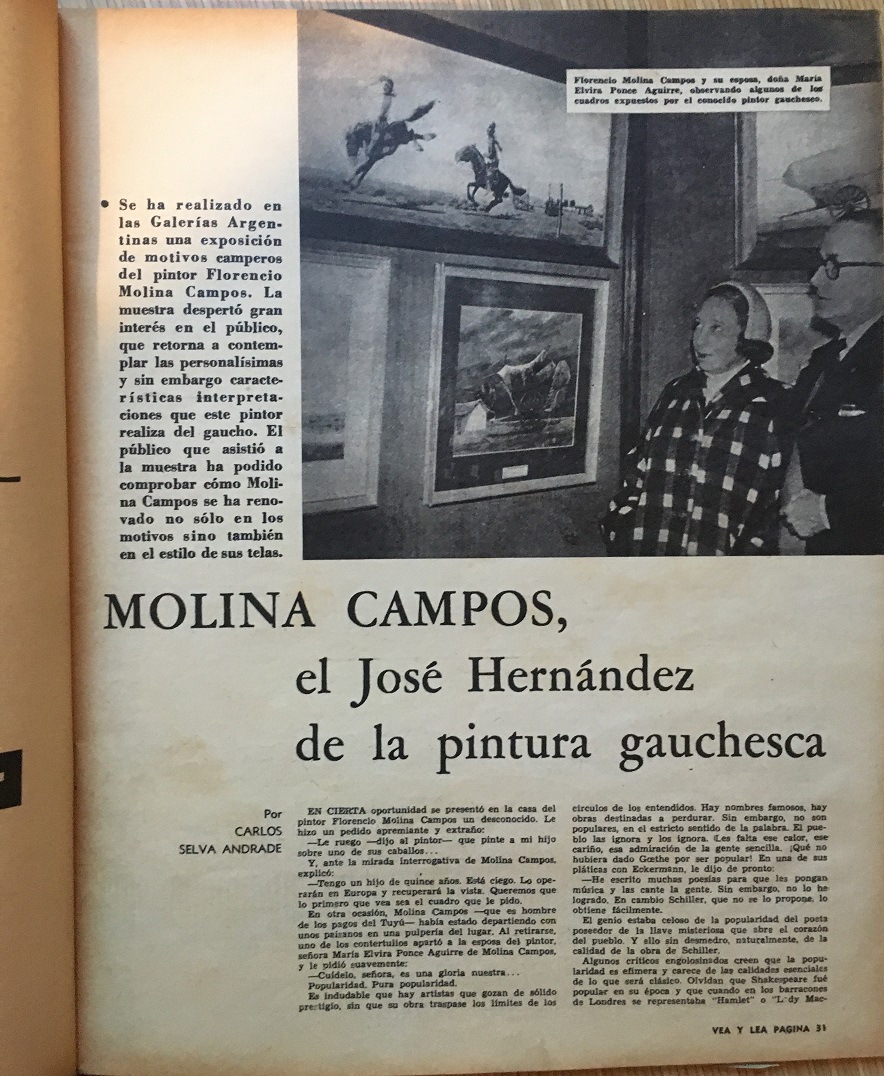 Florencio Molina Campos y su esposa, doña María
Elvira Ponce Aguirre, observando algunos de los
cuadros expuestos por el conocido pintor gauchesco.
• Se ha realizado en
las Galerías Argen-
tinas una exposición
de motivos camperos
del pintor Florencio
Molina Campos. La
muestra despertó gran
interés en el público,
que retorna a contem-
plar las personalísimas
y sin embargo caracte-
rísticas interpreta-
ciones que este pintor
realiza del gaucho. El
público que asistió a
la muestra ha podido
comprobar cómo Moli-
na Campos se ha reno-
vado no sólo en los
motivos sino también
en el estilo de sus telas.
MOLINA CAMPOS,
el José Hernández
de la pintura gauchesca
Por
CARLOS
SELVA ANDRADE
EN CIERTA oportunidad se presentó en la casa del
pintor Florencio Molina Campos un desconocido. Le
hizo un pedido apremiante y extraño:
—Le ruego —dijo al pintor— que pinte a mi hijo
sobre uno de sus caballos...
Y, ante la mirada interrogativa de Molina Campos,
explicó:
—Tengo un hijo de quince años. Está ciego. Lo ope-
rarán en Europa y recuperará la vista. Queremos que
lo primero que vea sea el cuadro que le pido.
En otra ocasión, Molina Campos —que es hombre
de los pagos del Tuyú— había estado departiendo con
unos paisanos en una pulpería del lugar. Al retirarse,
uno de los contertulios apartó a la esposa del pintor,
señora María Elvira Ponce Aguirre de Molina Campos,
y le pidió suavemente:
—Cuídelo, señora, es una gloria nuestra...
Popularidad. Pura popularidad.
Es indudable que hay artistas que gozan de sólido
prestigio, sin que su obra traspase los límites de los
círculos de los entendidos. Hay nombres famosos, hay
obras destinadas a perdurar. Sin embargo, no son
populares, en el estricto sentido de la palabra. El pue-
blo las ignora y los ignora. Les falta ese calor, ese
cariño, esa admiración de la gente sencilla. ¡Qué no
hubiera dado Gœthe por ser popular! En una de sus
pláticas con Eckermann, le dijo de pronto:
—He escrito muchas poesías para que les pongan
música y las cante la gente. Sin embargo, no lo he
logrado. En cambio Schiller, que no se lo propone, lo
obtiene fácilmente.
El genio estaba celoso de la popularidad del poeta
poseedor de la llave misteriosa que abre el corazón
del pueblo. Y ello sin desmedro, naturalmente, de la
calidad de la obra de Schiller.
Algunos críticos engolosinados creen que la popu-
laridad es efímera y carece de las calidades esenciales
de lo que será clásico. Olvidan que Shakespeare fué
popular en su época y que cuando en los barracones
de Londres se representaba "Hamlet" o "L dy Mac-
VEA Y LEA PAGINA 31